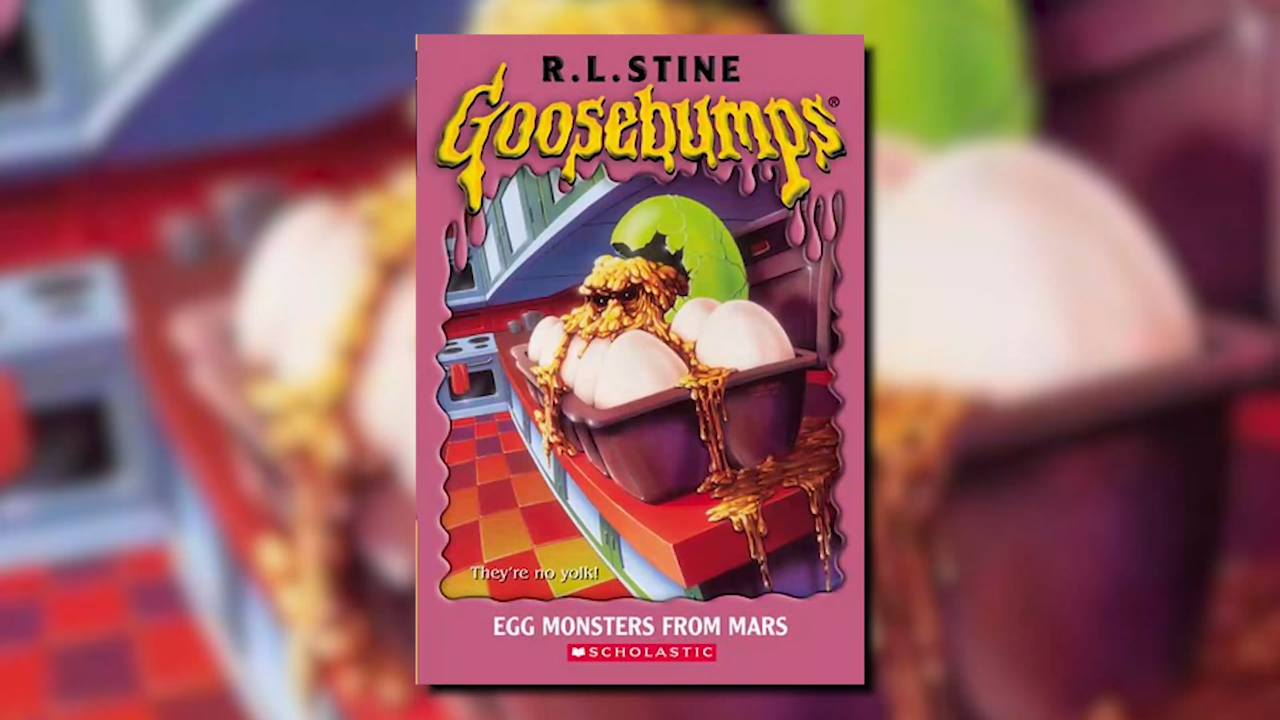 R.L.STINE
Goosebumps®
They're no yolk!
EGG MONSTERS FROM MARS
SCHOLASTIC